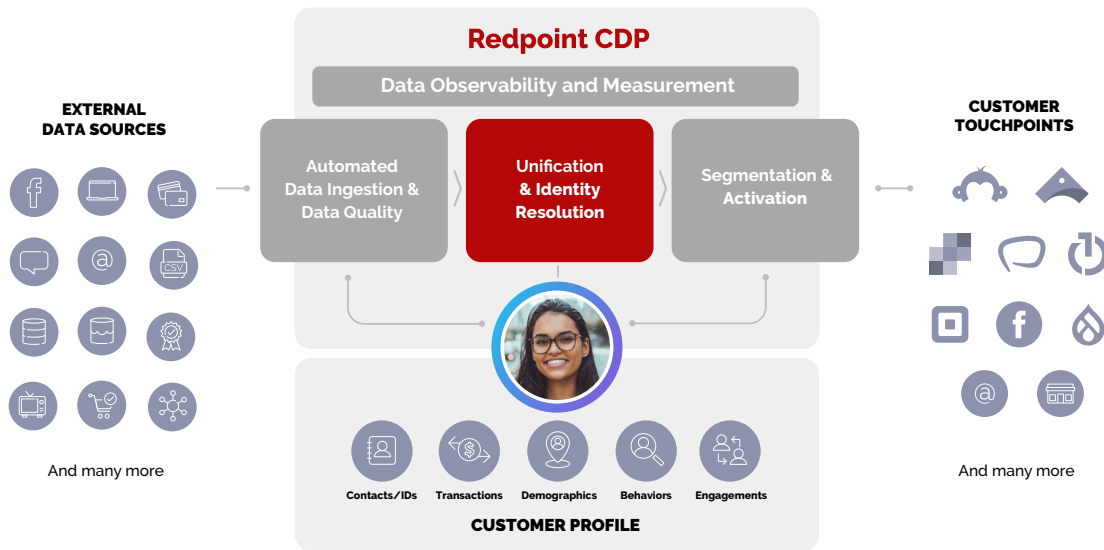 Redpoint CDP
Data Observability and Measurement
EXTERNAL
DATA SOURCES
CSV
And many more
Automated
Data Ingestion &
Data Quality
Unification
& Identity
Resolution
Segmentation &
Activation
CUSTOMER
TOUCHPOINTS
And many more
Contacts/IDs
Transactions
Demographics
Behaviors
Engagements
CUSTOMER PROFILE